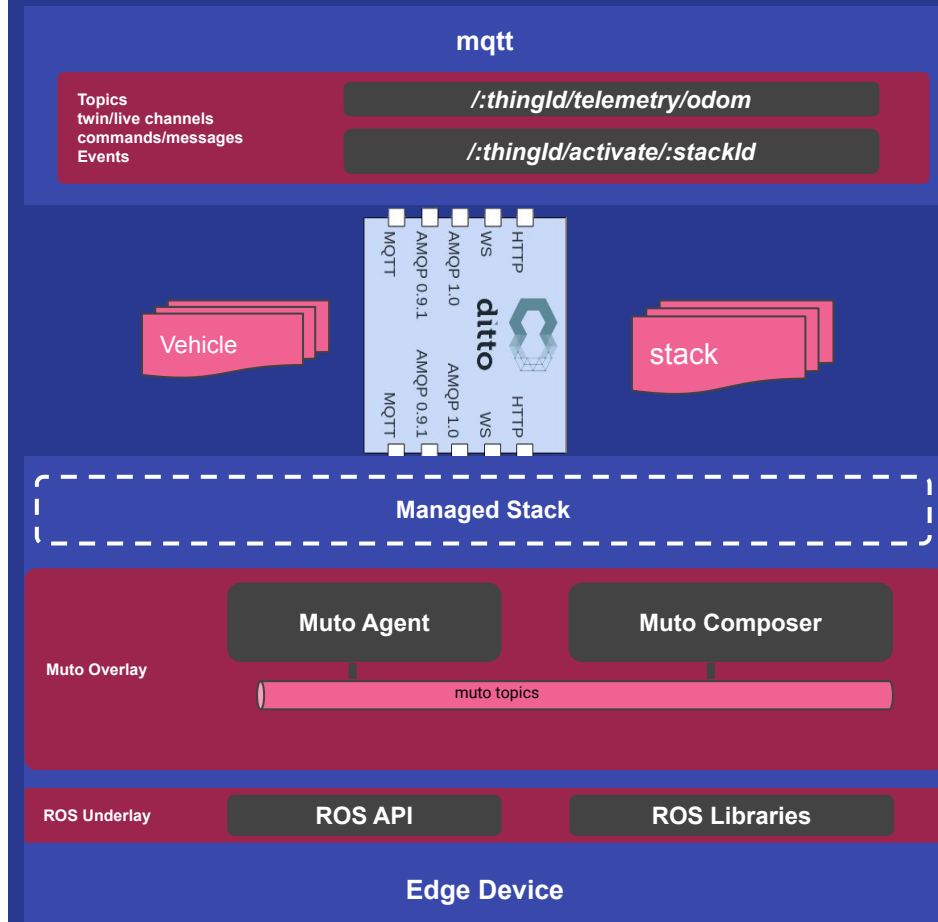 mqtt
Topics
twin/live channels
commands/messages
Events
/:thingId/telemetry/odom
/:thingId/activate/:stackId
MQTT
AMQP 0.9.1
AMQP 1.0
WS
HTTP
ditto
Vehicle
stack
MQTT
AMQP 0.9.1
AMQP 1.0
WS
HTTP
Managed Stack
Muto Overlay
Muto Agent
Muto Composer
muto topics
ROS Underlay
ROS API
ROS Libraries
Edge Device